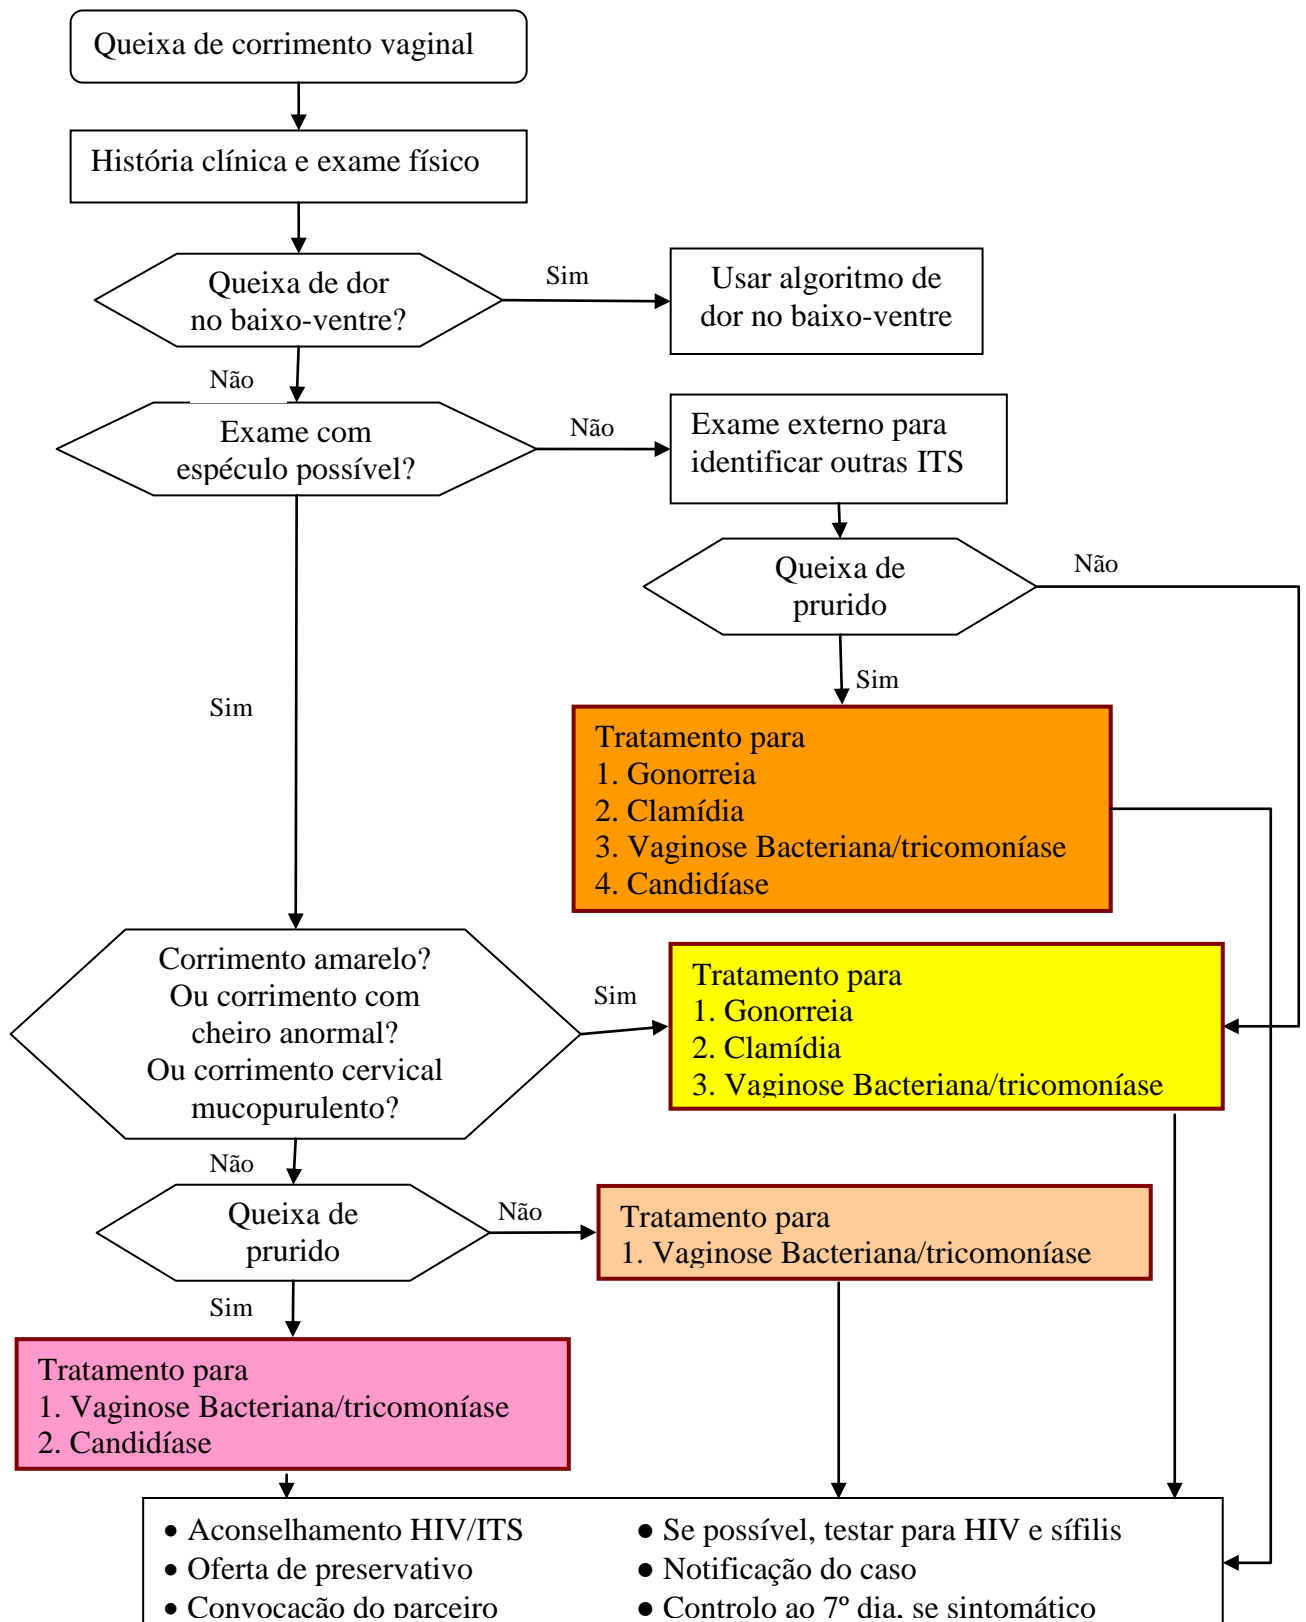 Queixa de corrimento vaginal
História clínica e exame físico
Queixa de dor
no baixo-ventre?
Sim
Usar algoritmo de
dor no baixo-ventre
Não
Exame com
espéculo possível?
Não
Exame externo para
identificar outras ITS
Queixa de
prurido
Não
Sim
Sim
Tratamento para
1. Gonorreia
2. Clamídia
3. Vaginose Bacteriana/tricomoníase
4. Candidíase
Corrimento amarelo?
Ou corrimento com
cheiro anormal?
Ou corrimento cervical
mucopurulento?
Sim
Tratamento para
1. Gonorreia
2. Clamídia
3. Vaginose Bacteriana/tricomoníase
Não
Queixa de
prurido
Não
Tratamento para
1. Vaginose Bacteriana/tricomoníase
Sim
Tratamento para
1. Vaginose Bacteriana/tricomoníase
2. Candidíase
• Aconselhamento HIV/ITS
• Oferta de preservativo
• Convocação do parceiro
● Se possível, testar para HIV e sífilis
● Notificação do caso
● Controlo ao 7º dia, se sintomático